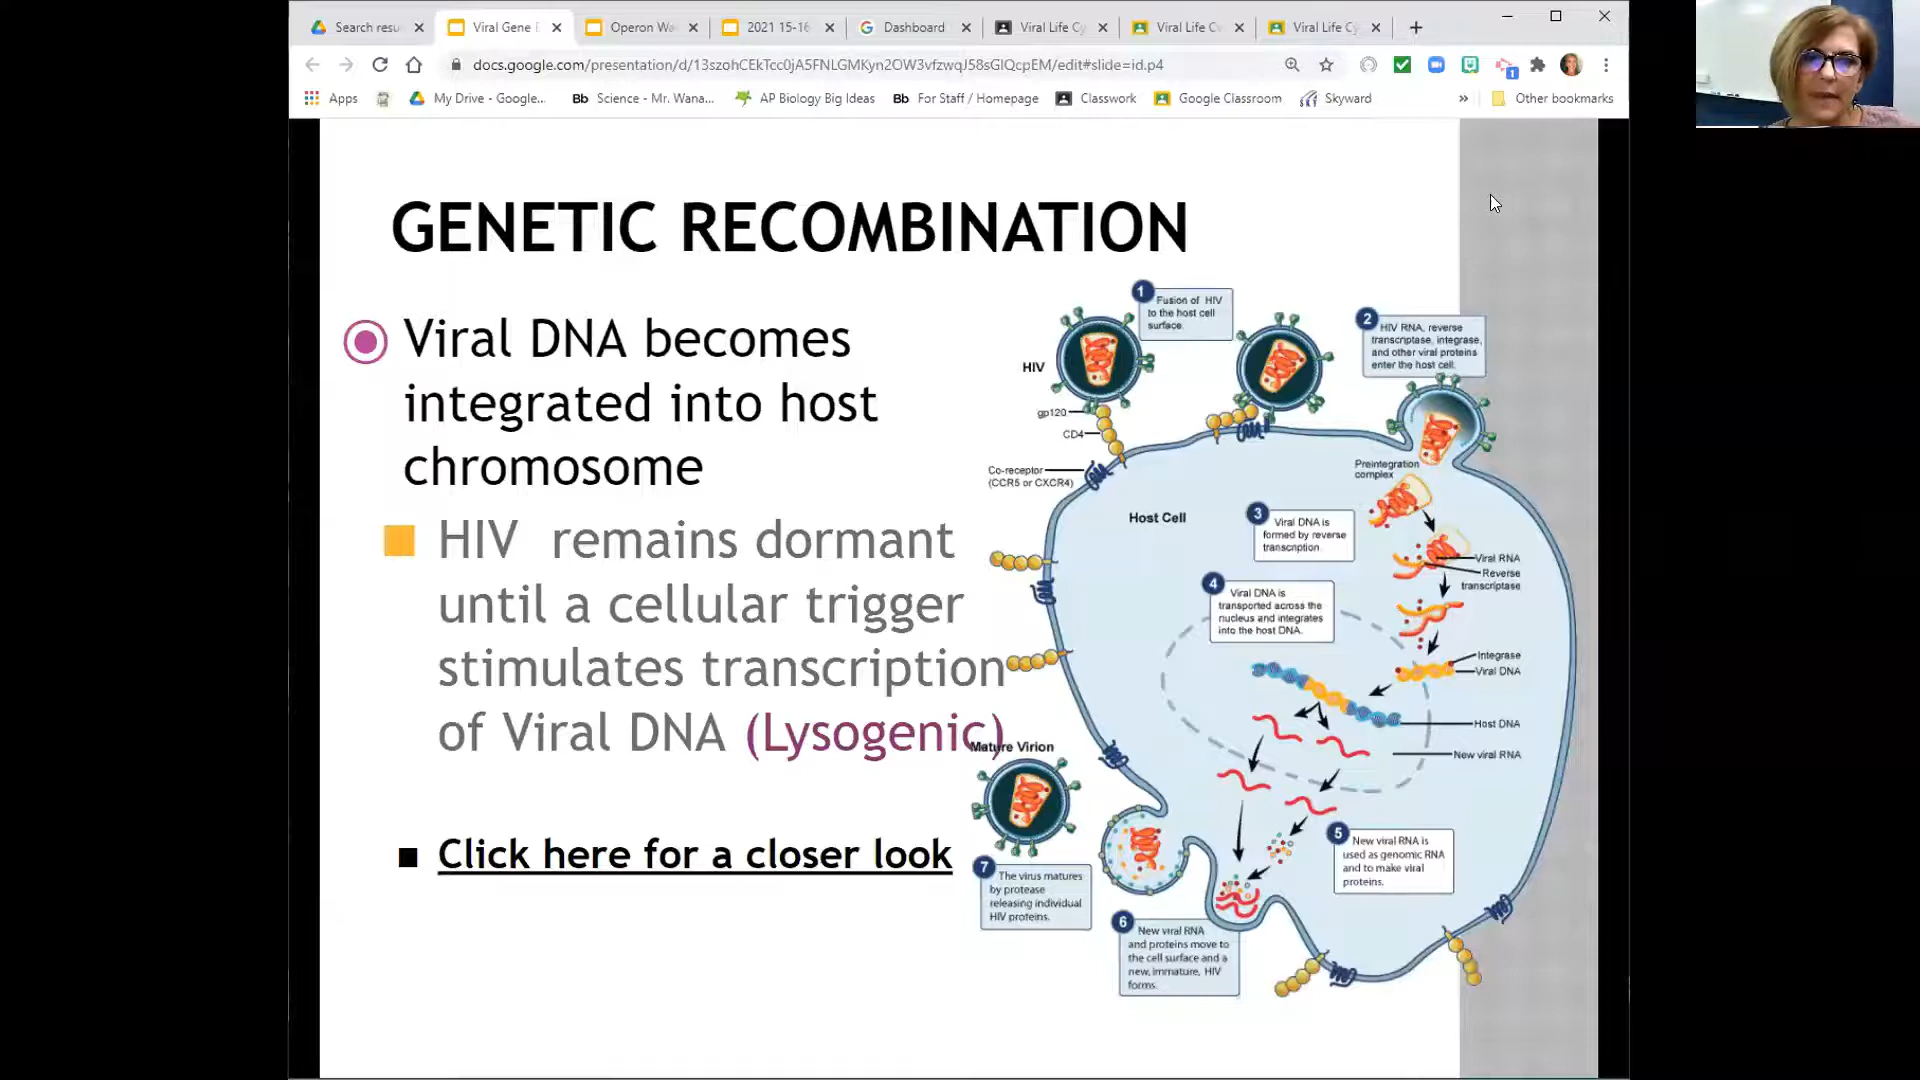 Search resu
Viral Gene E
Operon Wa
2021 15-16
Dashboard
Viral Life Cy
Viral Life Cy
Viral Life Cy
docs.google.com/presentation/d/13szohCEkTcc0jA5FNLGMKyn2OW3vfzwqJ58sGlQcpEM/edit#slide=id.p4
Apps
My Drive - Google...
Bb Science - Mr. Wana...
AP Biology Big Ideas
Bb For Staff / Homepage
Classwork
Google Classroom
Skyward
»
Other bookmarks
GENETIC RECOMBINATION
Viral DNA becomes
integrated into host
chromosome
HIV remains dormant
until a cellular trigger
stimulates transcription
of Viral DNA (Lysogenic)
Click here for a closer look
1
Fusion of HIV
to the host cell
surface.
2
HIV RNA, reverse
transcriptase, integrase,
and other viral proteins
enter the host cell.
HIV
gp120
CD4
Co-receptor
(CCR5 or CXCR4)
Preintegration
complex
Host Cell
3
Viral DNA is
formed by reverse
transcription.
Viral RNA
Reverse
transcriptase
4
Viral DNA is
transported across the
nucleus and integrates
into the host DNA.
Integrase
Viral DNA
Host DNA
New viral RNA
Mature Virion
5
New viral RNA is
used as genomic RNA
and to make viral
proteins.
6
New viral RNA
and proteins move to
the cell surface and a
new, immature, HIV
forms.
7
The virus matures
by protease
releasing individual
HIV proteins.